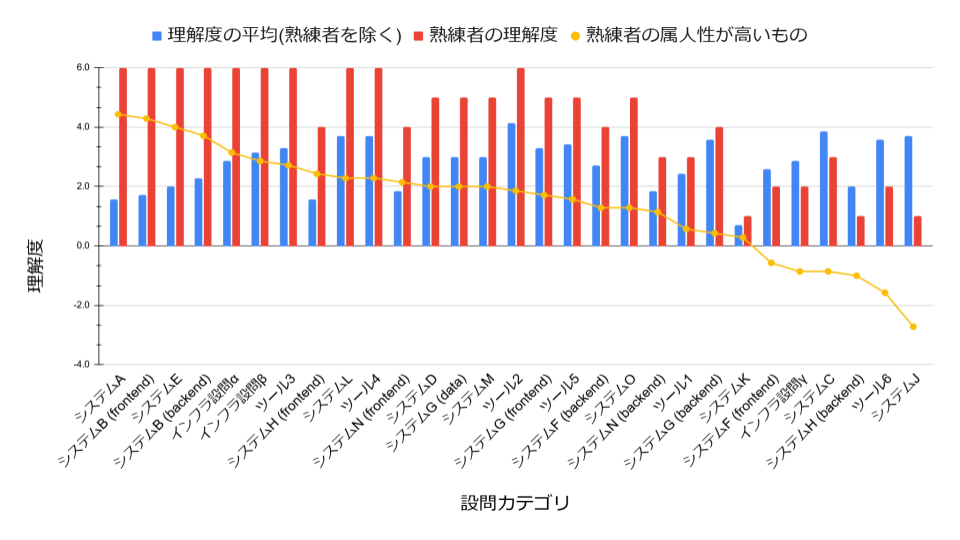 理解度の平均(熟練者を除く)
熟練者の理解度
熟練者の属人性が高いもの
6.0
4.0
2.0
0.0
-2.0
-4.0
理解度
システムA
システムB (frontend)
システムE
システムB (backend)
インフラ設問α
インフラ設問β
ツール3
システムH (frontend)
システムL
ツール4
システムN (frontend)
システムD
システムG (data)
システムM
ツール2
システムG (frontend)
ツール5
システムF (backend)
システムO
システムN (backend)
ツール1
システムG (backend)
システムK
システムF (frontend)
インフラ設問γ
システムC
システムH (backend)
ツール6
システムJ
設問カテゴリ